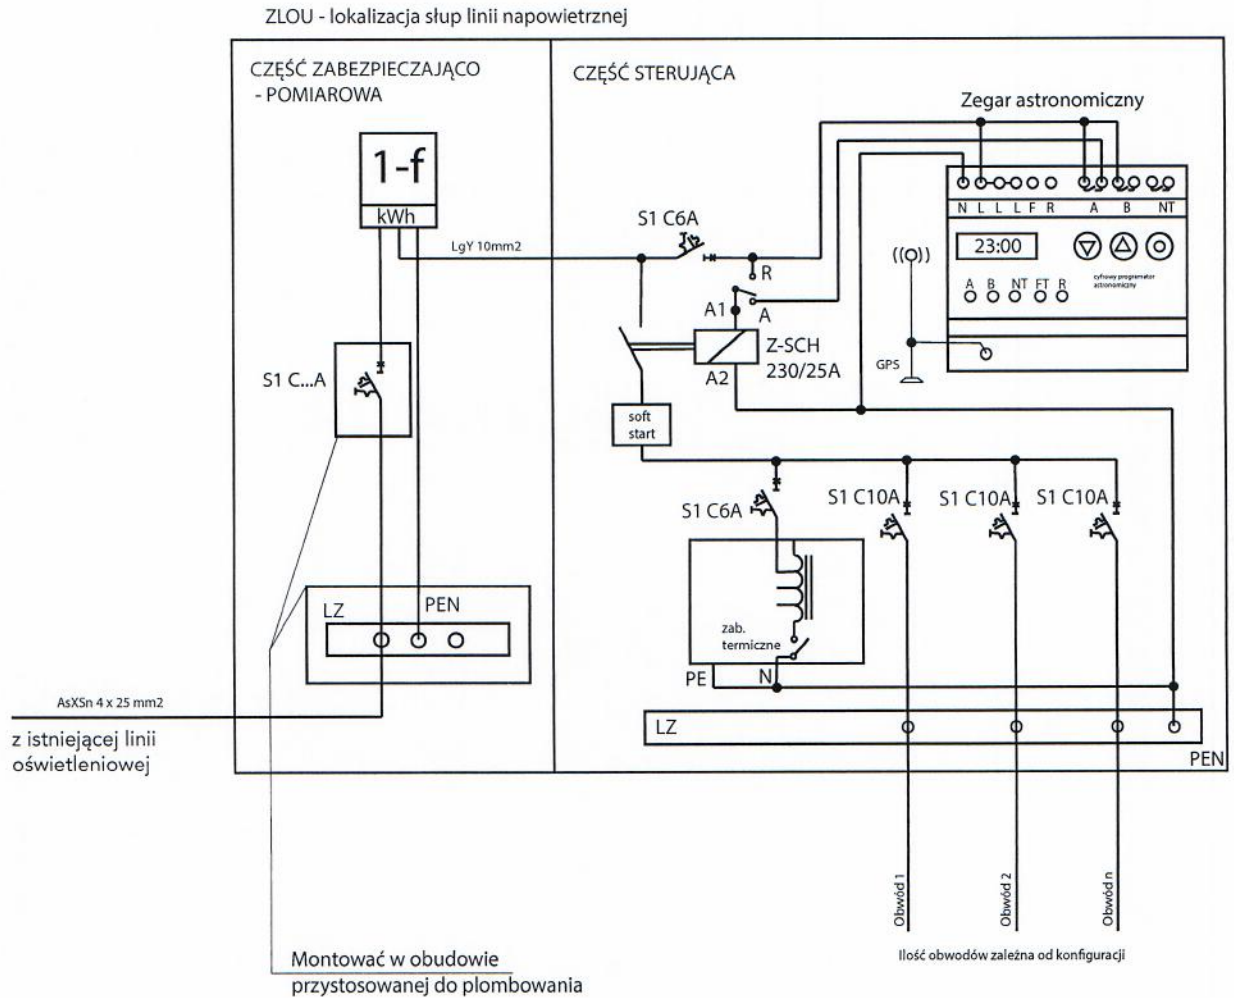 ZLOU - lokalizacja słup linii napowietrznej
CZĘŚĆ ZABEZPIECZAJĄCO
- POMIAROWA
CZĘŚĆ STERUJĄCA
Zegar astronomiczny
1-f
kWh
LgY 10mm2
S1 C6A
R
A1
A
Z-SCH
230/25A
A2
N L L L F R A B NT
23:00
cyfrowy programator
astronomiczny
A B NT FT R
((O))
GPS
S1 C...A
soft
start
S1 C6A
S1 C10A
S1 C10A
S1 C10A
LZ
PEN
zab.
termiczne
PE
N
LZ
PEN
AsXSn 4 x 25 mm2
z istniejącej linii
oświetleniowej
Obwód 1
Obwód 2
Obwód n
Ilość obwodów zależna od konfiguracji
Montować w obudowie
przystosowanej do plombowania